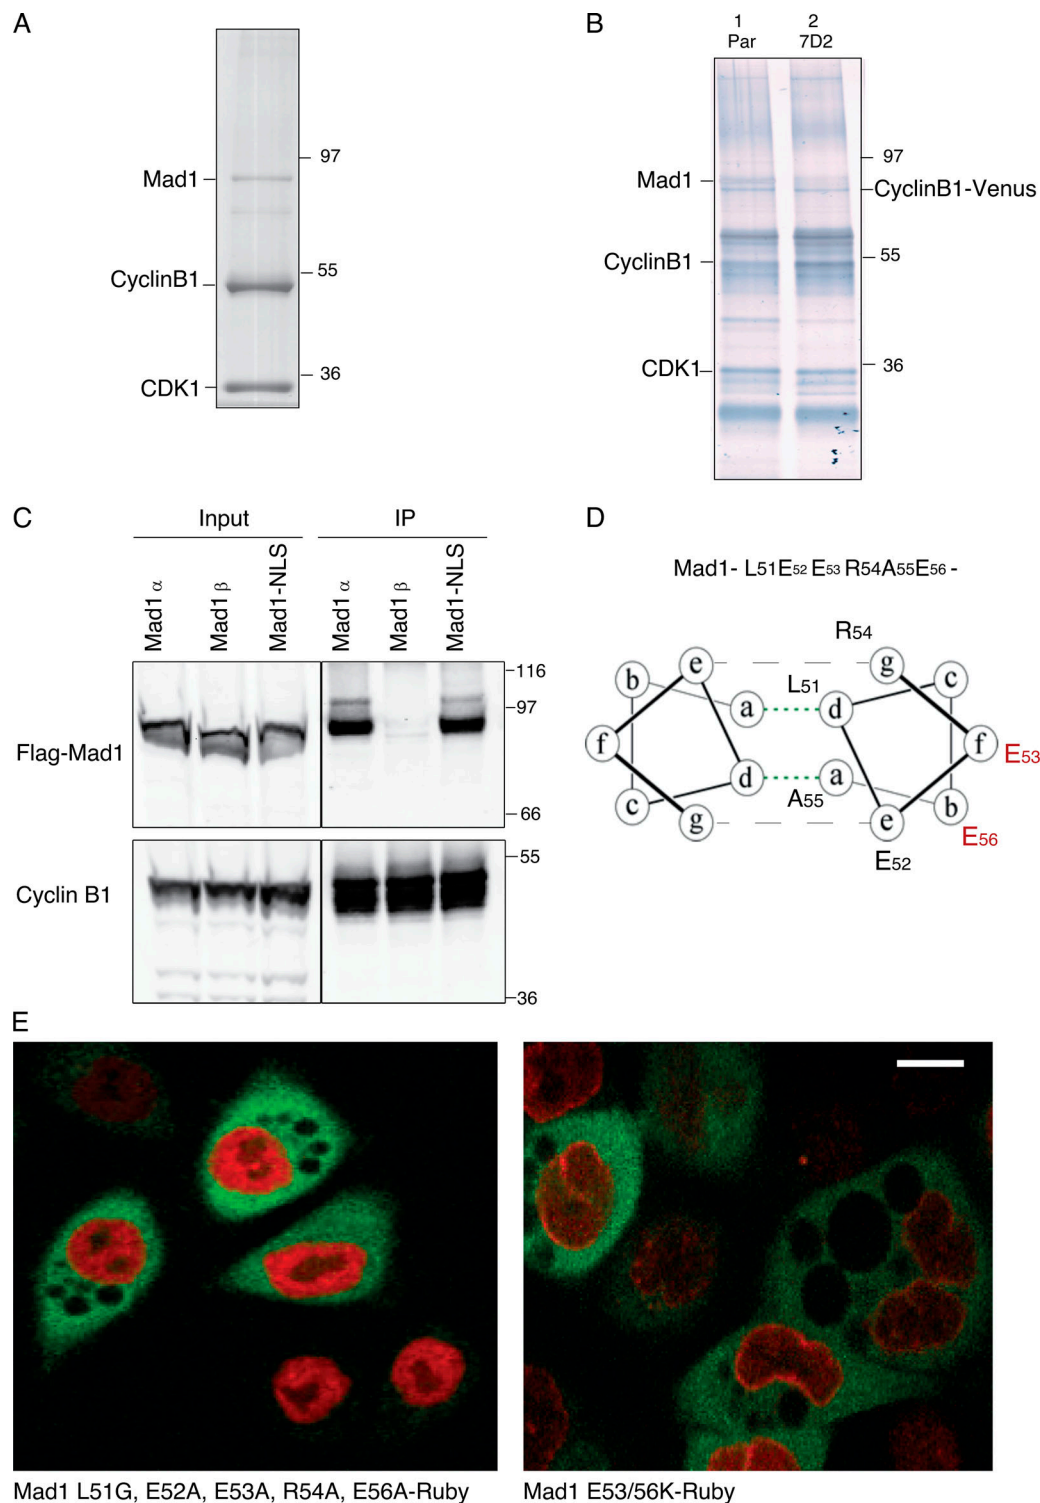 A
97
Mad1
55
CyclinB1
36
CDK1
B
1 2
Par 7D2
97
Mad1
CyclinB1-Venus
55
CyclinB1
36
CDK1
C
Input IP
Mad1 α
Mad1 β
Mad1-NLS
Mad1 α
Mad1 β
Mad1-NLS
116
97
Flag-Mad1
66
55
Cyclin B1
36
D
Mad1- L51E52 E53 R54A55E56 -
R54
e g
b c
L51
a d
f f
E53
d a
A55
c b
E56
g e
E52
E
Mad1 L51G, E52A, E53A, R54A, E56A-Ruby
Mad1 E53/56K-Ruby